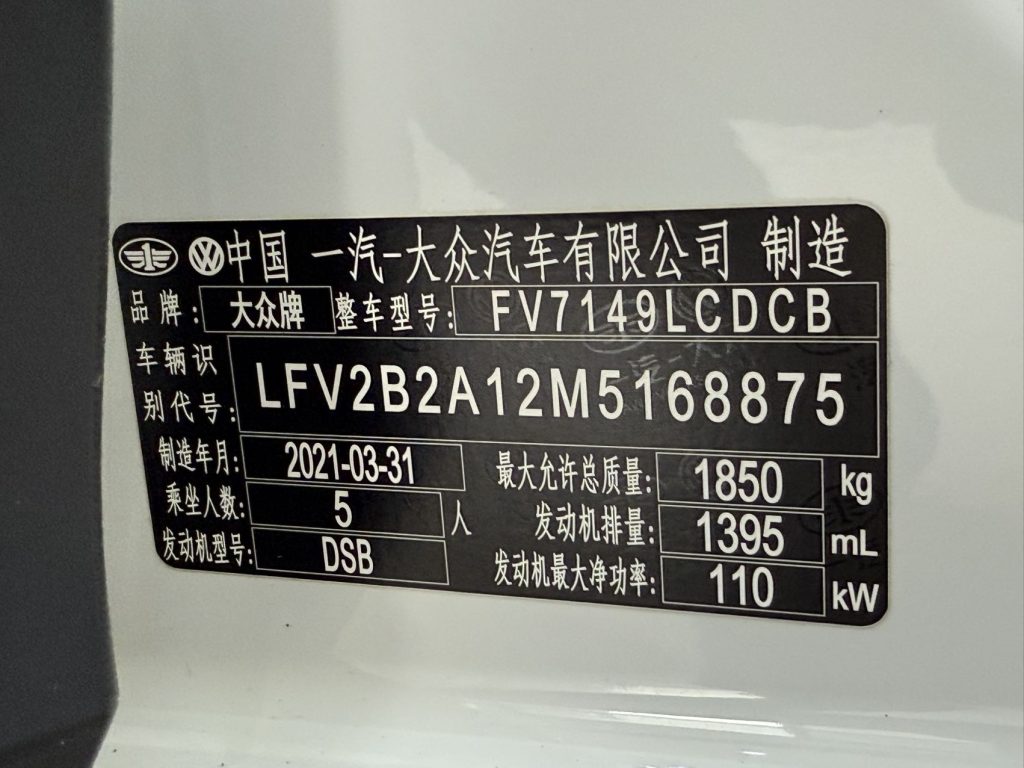 中国 一汽-大众汽车有限公司 制造
品牌: 大众牌 整车型号: FV7149LCDCB
车辆识别代号: LFV2B2A12M5168875
制造年月: 2021-03-31 最大允许总质量: 1850 kg
乘坐人数: 5 人 发动机排量: 1395 mL
发动机型号: DSB 发动机最大净功率: 110 kW